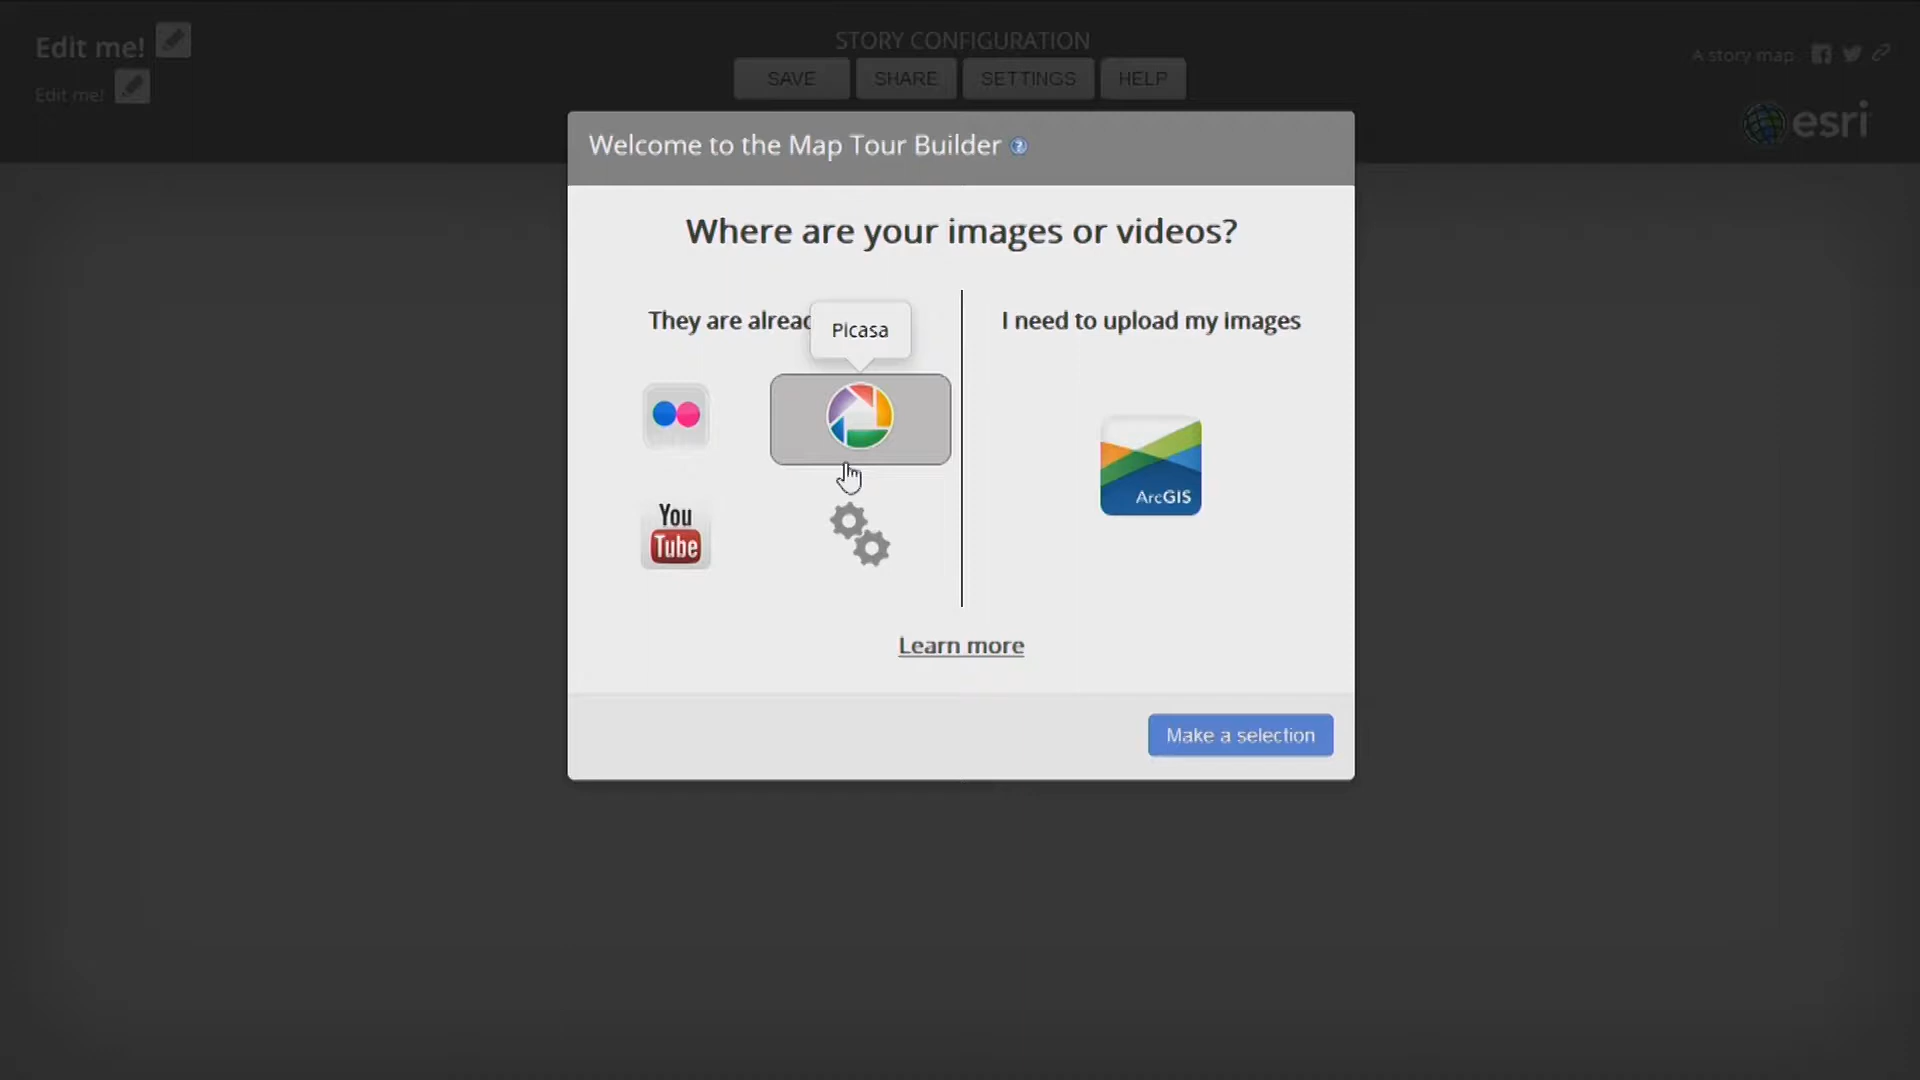 Edit me!
Edit me!
STORY CONFIGURATION
SAVE SHARE SETTINGS HELP
A story map
esri
Welcome to the Map Tour Builder ?
Where are your images or videos?
They are alrea
Picasa
I need to upload my images
You
Tube
ArcGIS
Learn more
Make a selection